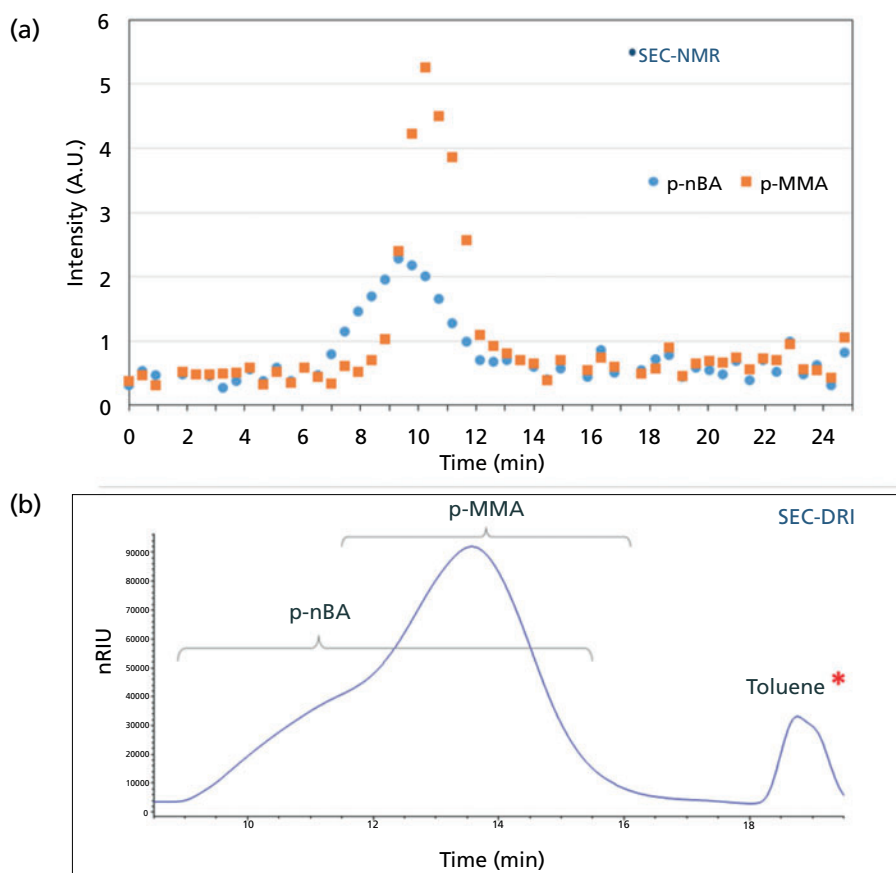 (a)
SEC-NMR
p-nBA p-MMA
Intensity (A.U.)
6
5
4
3
2
1
0
0 2 4 6 8 10 12 14 16 18 20 22 24
Time (min)
(b)
SEC-DRI
p-MMA
p-nBA
Toluene *
nRIU
90000
80000
70000
60000
50000
40000
30000
20000
10000
0
10 12 14 16 18
Time (min)